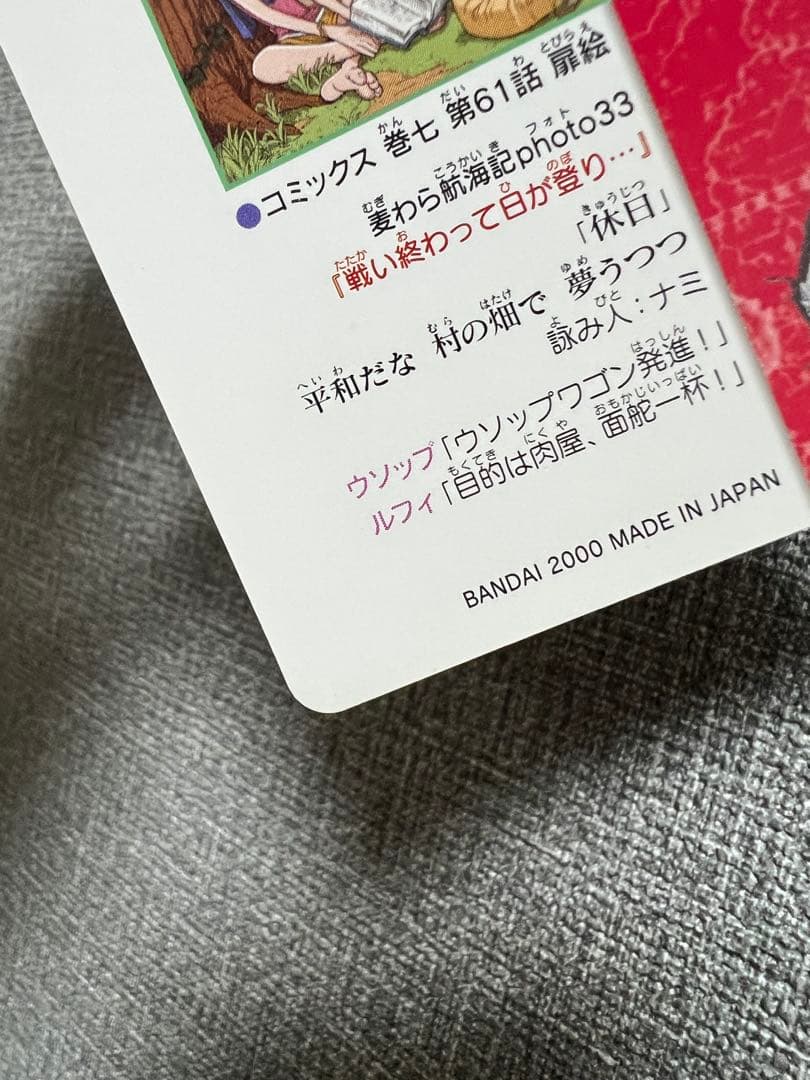 ●コミックス 巻七 第61話 扉絵
麦わら航海記photo33
『戦い終わって日が登り…』
「休日」
平和だな 村の畑で 夢うつつ
詠み人：ナミ
ウソップ「ウソップワゴン発進！」
ルフィ「目的は肉屋、面舵一杯！」
BANDAI 2000 MADE IN JAPAN